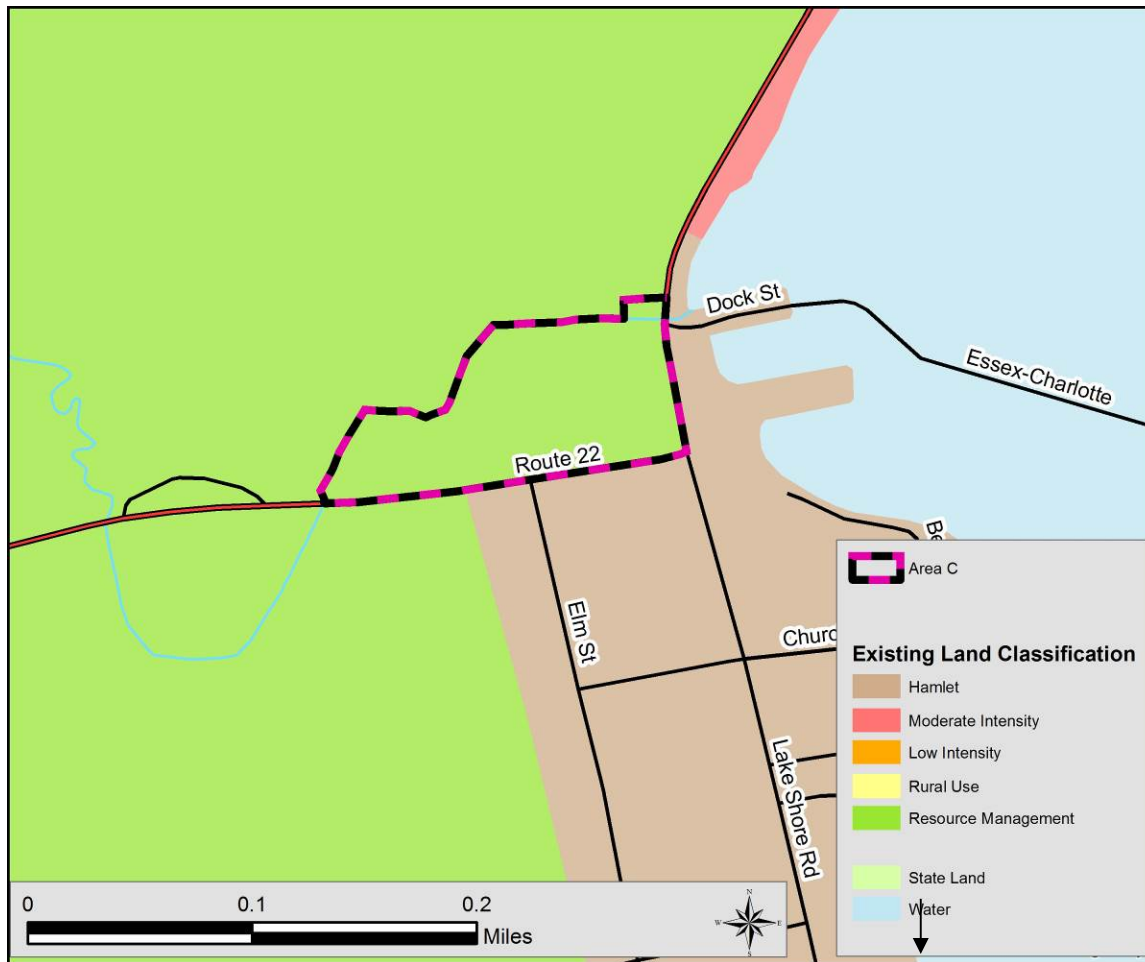 Dock St
Essex-Charlotte
Route 22
Elm St
Lake Shore Rd
Area C
Existing Land Classification
Hamlet
Moderate Intensity
Low Intensity
Rural Use
Resource Management
State Land
Water
0 0.1 0.2
Miles
N
W E
S